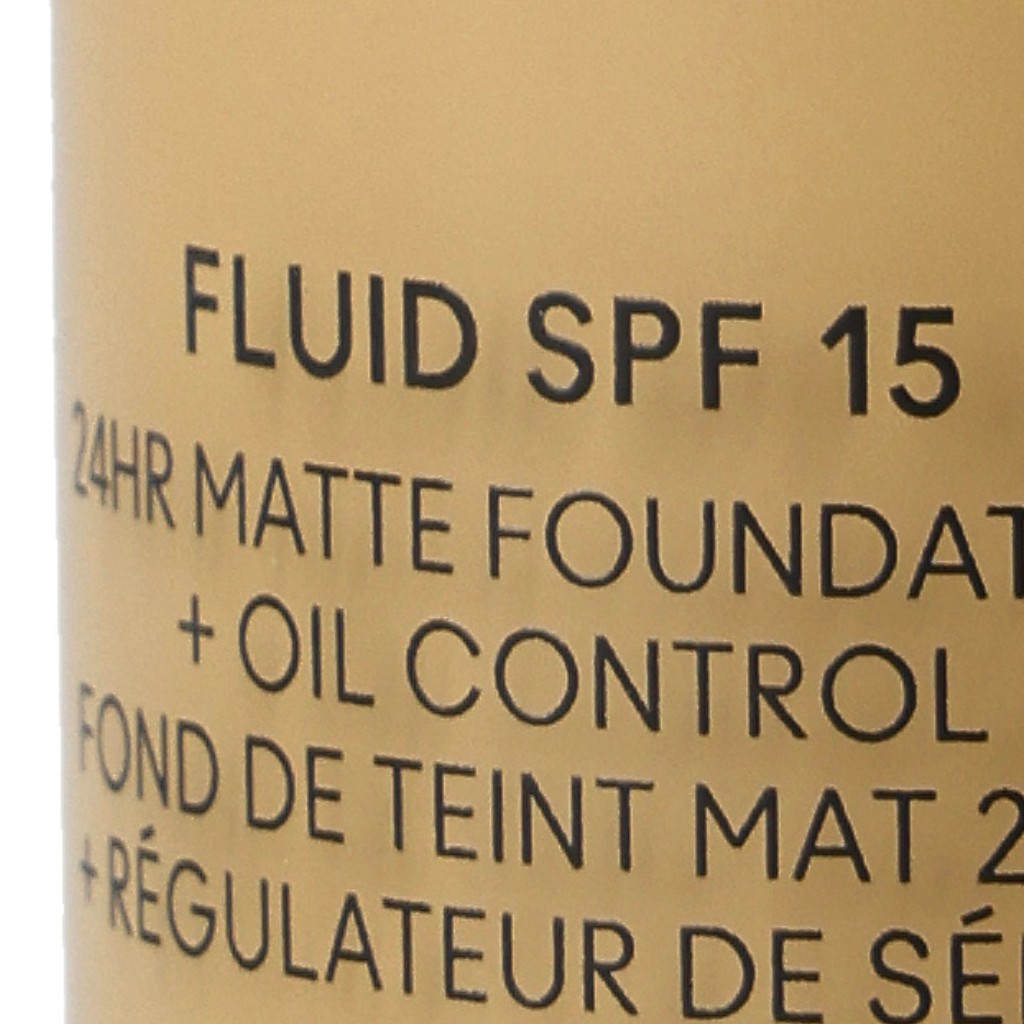 FLUID SPF 15
24HR MATTE FOUNDAT
+ OIL CONTROL
FOND DE TEINT MAT 2
+RÉGULATEUR DE SÉ